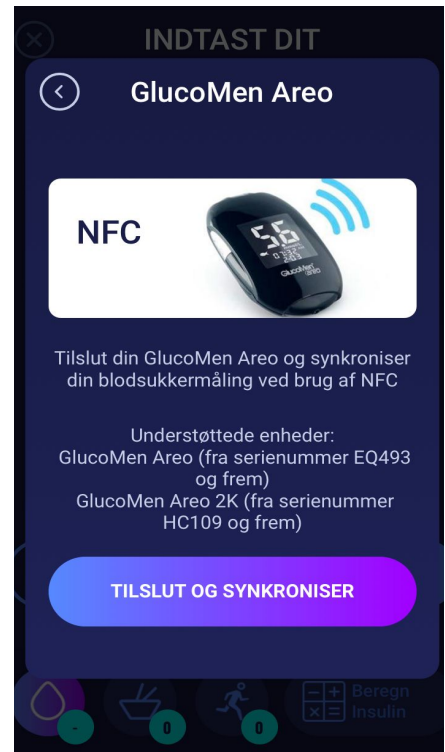 INDTAST DIT
GlucoMen Areo
NFC
5.6
GlucoMen
areo
Tilslut din GlucoMen Areo og synkroniser
din blodsukkermåling ved brug af NFC
Understøttede enheder:
GlucoMen Areo (fra serienummer EQ493
og frem)
GlucoMen Areo 2K (fra serienummer
HC109 og frem)
TILSLUT OG SYNKRONISER
-
0
0
Beregn
Insulin